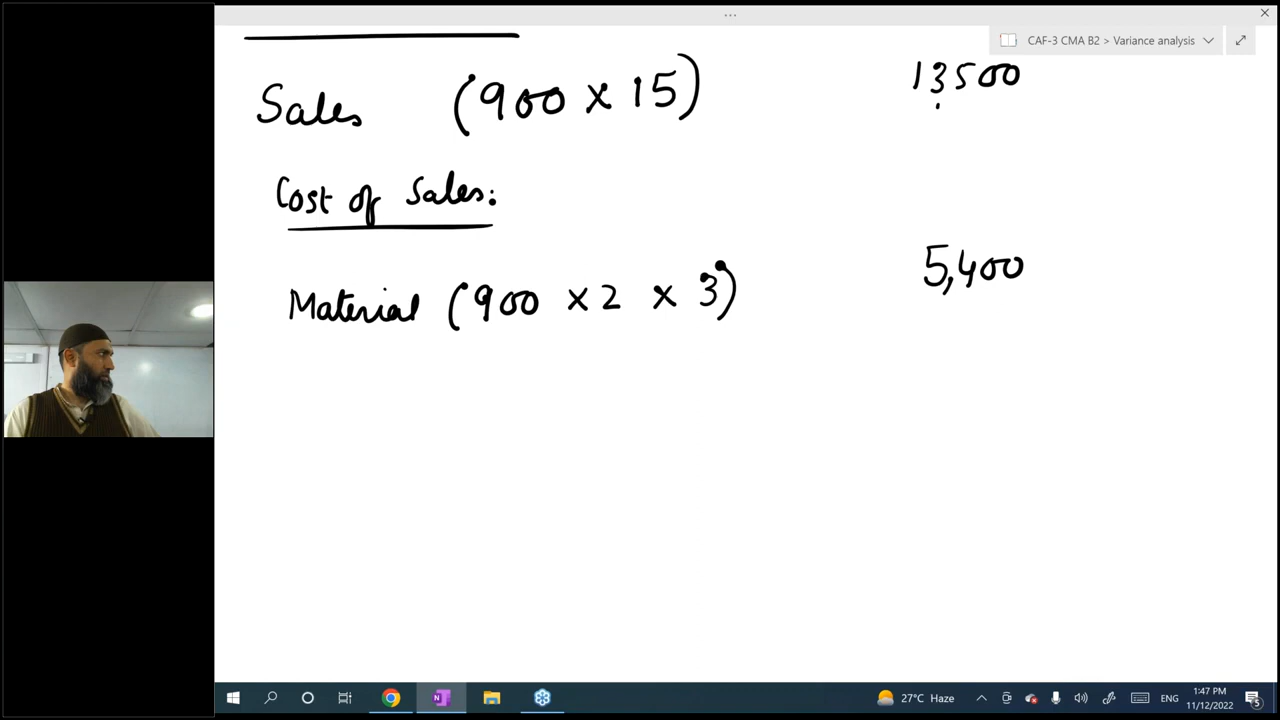 CAF-3 CMA B2 > Variance analysis
Sales (900 x 15) 13500
Cost of Sales:
Material (900 x 2 x 3) 5,400
27°C Haze
ENG
1:47 PM
11/12/2022
5